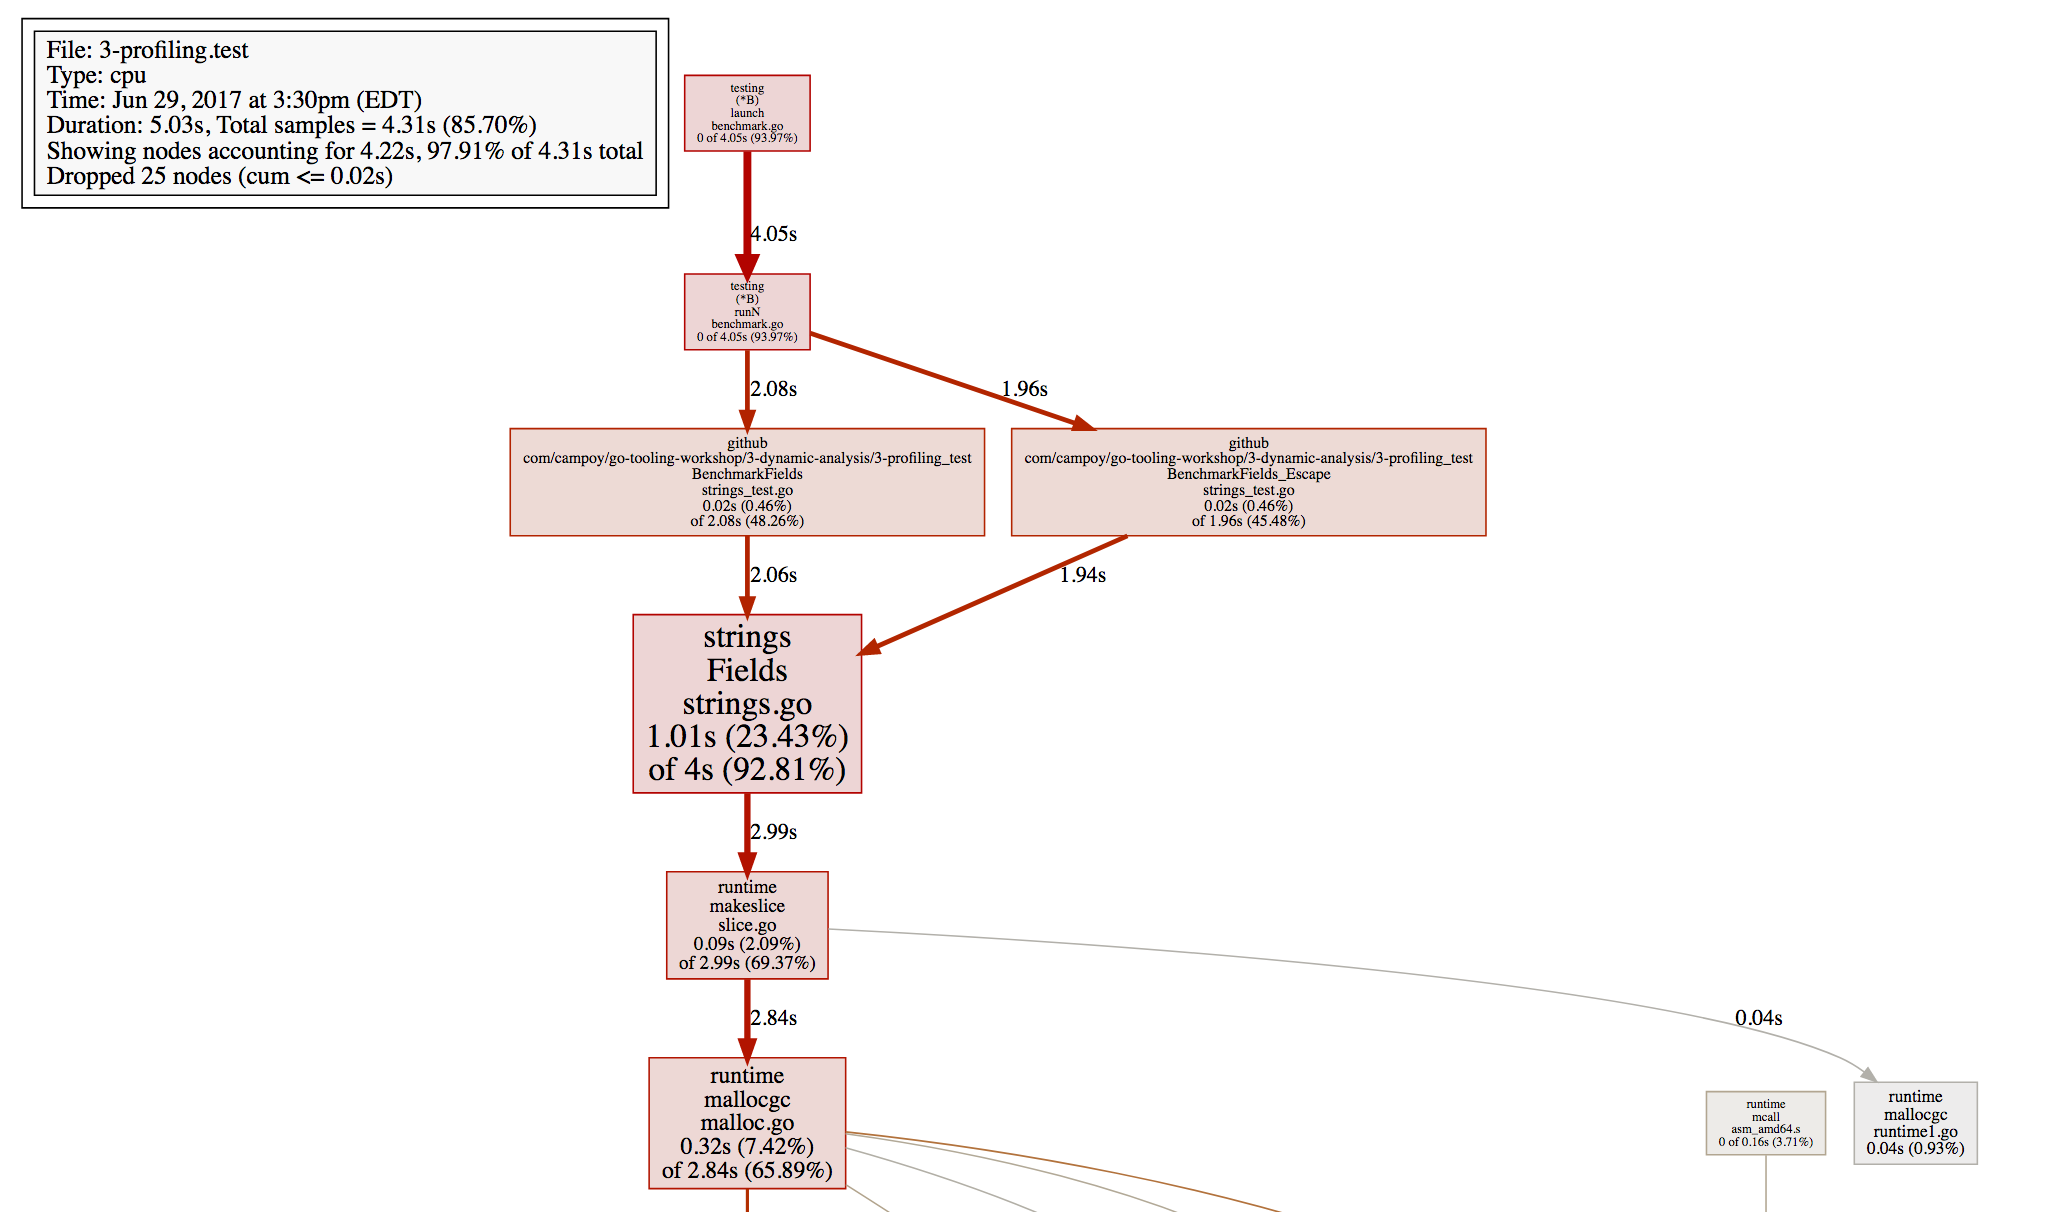 File: 3-profiling.test
Type: cpu
Time: Jun 29, 2017 at 3:30pm (EDT)
Duration: 5.03s, Total samples = 4.31s (85.70%)
Showing nodes accounting for 4.22s, 97.91% of 4.31s total
Dropped 25 nodes (cum <= 0.02s)
testing
(*B)
launch
benchmark.go
0 of 4.05s (93.97%)
4.05s
testing
(*B)
runN
benchmark.go
0 of 4.05s (93.97%)
2.08s
1.96s
github
com/campoy/go-tooling-workshop/3-dynamic-analysis/3-profiling_test
BenchmarkFields
strings_test.go
0.02s (0.46%)
of 2.08s (48.26%)
github
com/campoy/go-tooling-workshop/3-dynamic-analysis/3-profiling_test
BenchmarkFields_Escape
strings_test.go
0.02s (0.46%)
of 1.96s (45.48%)
2.06s
1.94s
strings
Fields
strings.go
1.01s (23.43%)
of 4s (92.81%)
2.99s
runtime
makeslice
slice.go
0.09s (2.09%)
of 2.99s (69.37%)
2.84s
0.04s
runtime
mallocgc
malloc.go
0.32s (7.42%)
of 2.84s (65.89%)
runtime
mcall
asm_amd64.s
0 of 0.16s (3.71%)
runtime
mallocgc
runtime1.go
0.04s (0.93%)